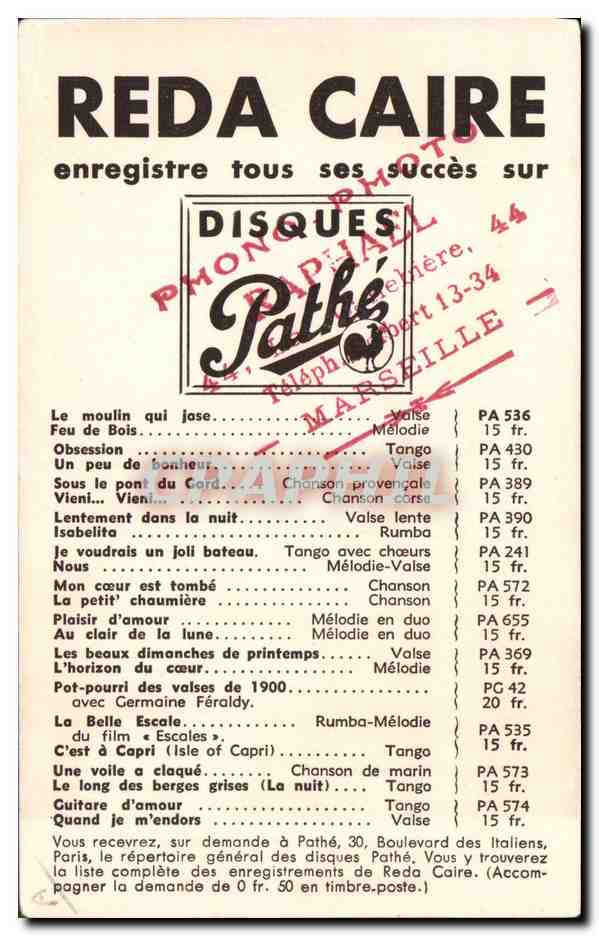 REDA CAIRE
enregistre tous ses succès sur
DISQUES
Pathé
PHONO-PHOTO
RAPHAEL
44, 44
Téléph. 13-34
MARSEILLE
Le moulin qui jase.................... Valse PA 536
Feu de Bois.......................... Mélodie 15 fr.
Obsession .......................... Tango PA 430
Un peu de bonheur.................. Valse 15 fr.
Sous le pont du Gard.... Chanson provençale PA 389
Vieni... Vieni................ Chanson corse 15 fr.
Lentement dans la nuit.......... Valse lente PA 390
Isabelita ............................ Rumba 15 fr.
Je voudrais un joli bateau. Tango avec chœurs PA 241
Nous ........................ Mélodie-Valse 15 fr.
Mon cœur est tombé .............. Chanson PA 572
La petit' chaumière ................ Chanson 15 fr.
Plaisir d'amour ............ Mélodie en duo PA 655
Au clair de la lune......... Mélodie en duo 15 fr.
Les beaux dimanches de printemps...... Valse PA 369
L'horizon du cœur.................. Mélodie 15 fr.
Pot-pourri des valses de 1900................ PG 42
avec Germaine Féraldy. 20 fr.
La Belle Escale............. Rumba-Mélodie
du film « Escales ». PA 535
C'est à Capri (Isle of Capri).......... Tango 15 fr.
Une voile a claqué........ Chanson de marin PA 573
Le long des berges grises (La nuit).... Tango 15 fr.
Guitare d'amour .................... Tango PA 574
Quand je m'endors .................. Valse 15 fr.
Vous recevrez, sur demande à Pathé, 30, Boulevard des Italiens,
Paris, le répertoire général des disques Pathé. Vous y trouverez
la liste complète des enregistrements de Reda Caire. (Accom-
pagner la demande de 0 fr. 50 en timbre-poste.)